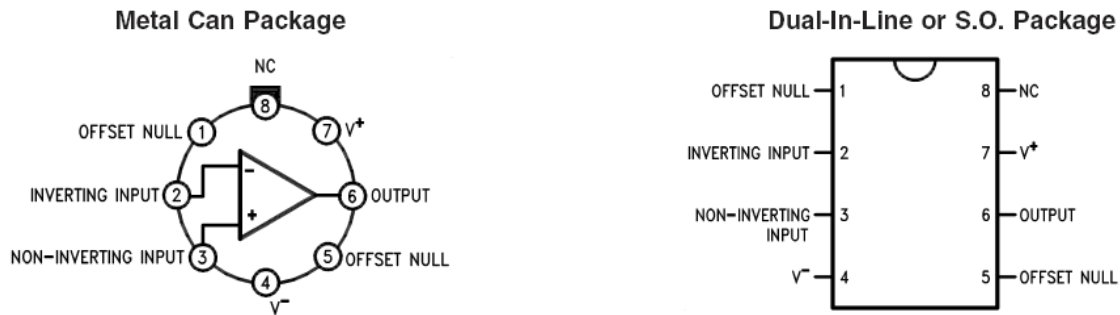 Metal Can Package
NC
8
OFFSET NULL 1
7 V+
INVERTING INPUT 2
-
6 OUTPUT
+
NON-INVERTING INPUT 3
5 OFFSET NULL
4
V-
Dual-In-Line or S.O. Package
OFFSET NULL 1
8 NC
INVERTING INPUT 2
7 V+
NON-INVERTING 3
INPUT
6 OUTPUT
V- 4
5 OFFSET NULL